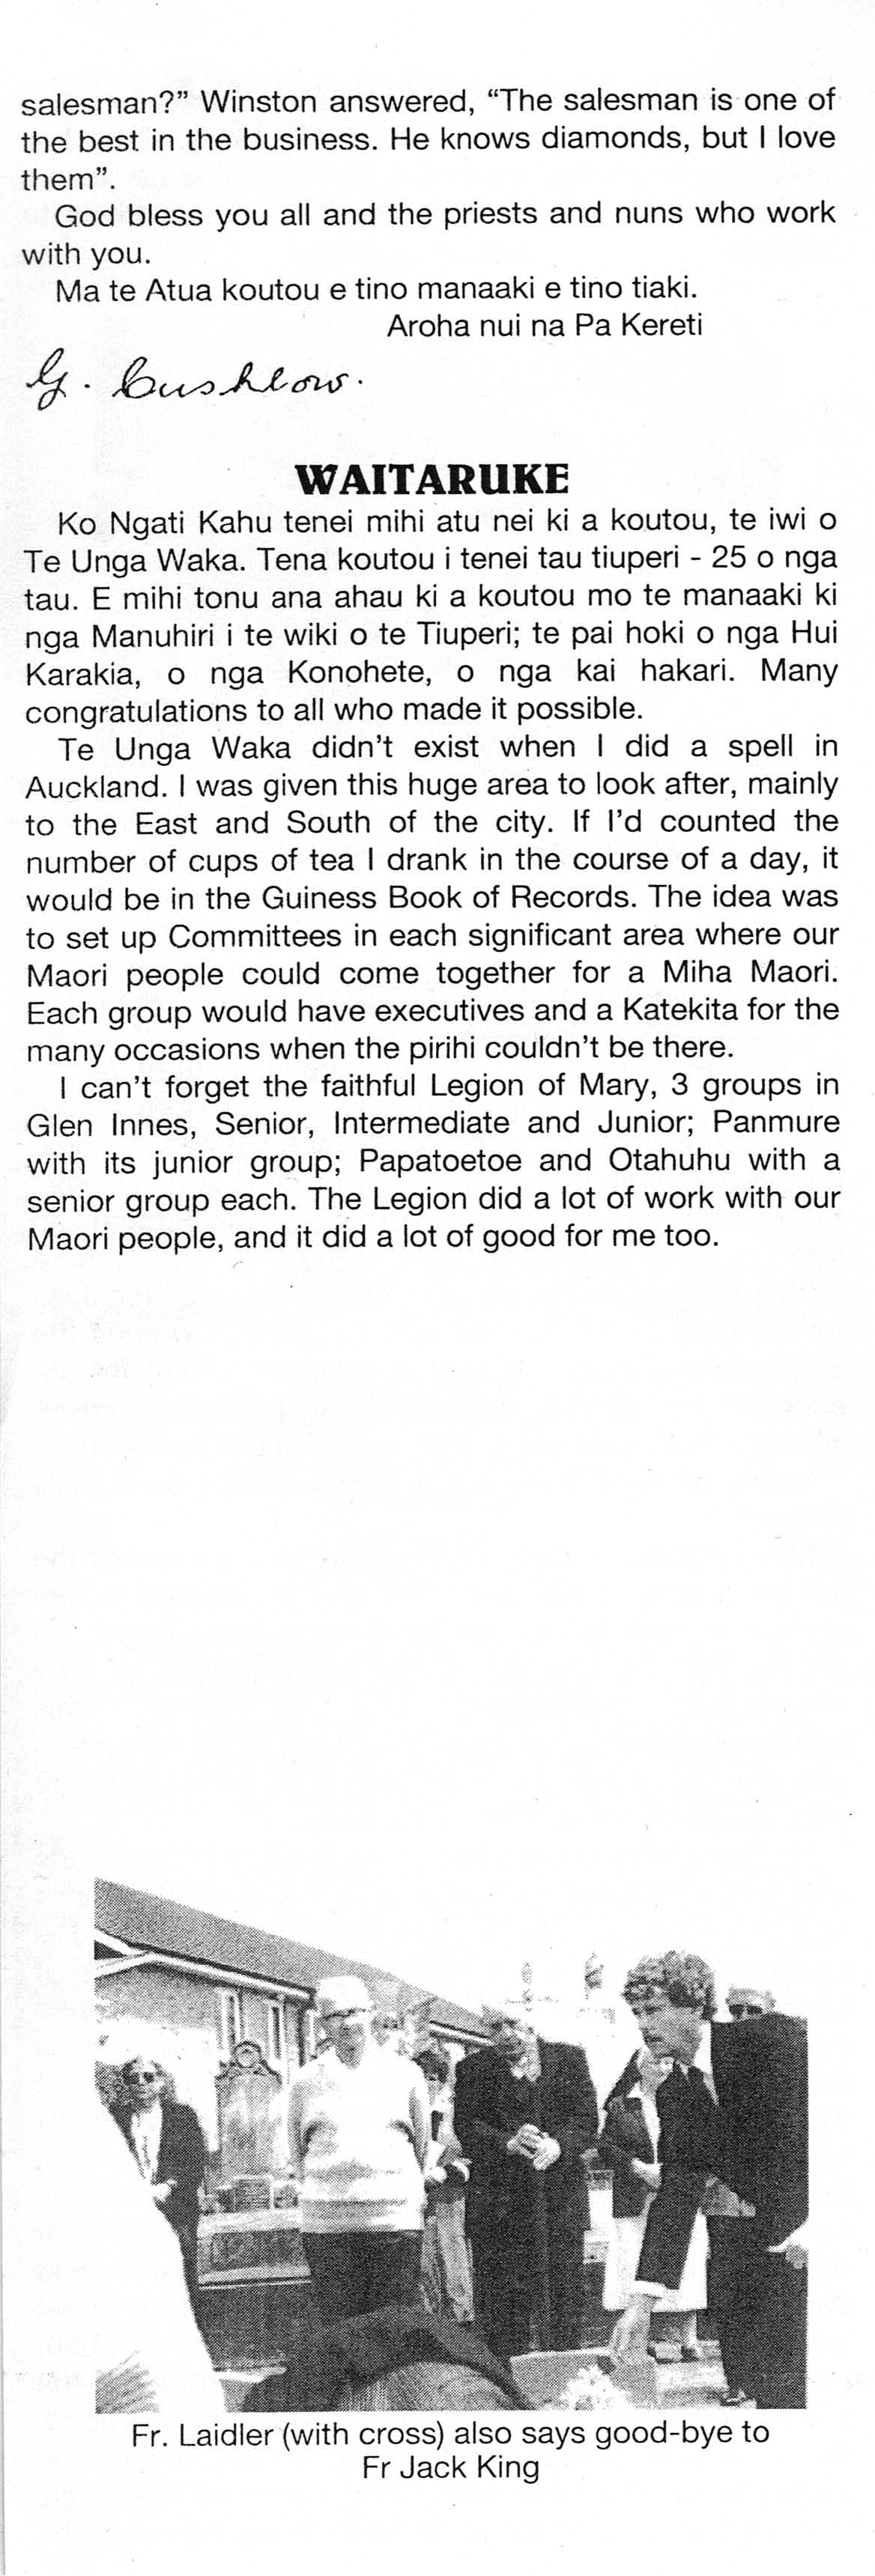 salesman?” Winston answered, “The salesman is one of
the best in the business. He knows diamonds, but I love
them”.
God bless you all and the priests and nuns who work
with you.
Ma te Atua koutou e tino manaaki e tino tiaki.
Aroha nui na Pa Kereti
G. Cushlow.
WAITARUKE
Ko Ngati Kahu tenei mihi atu nei ki a koutou, te iwi o
Te Unga Waka. Tena koutou i tenei tau tiuperi - 25 o nga
tau. E mihi tonu ana ahau ki a koutou mo te manaaki ki
nga Manuhiri i te wiki o te Tiuperi; te pai hoki o nga Hui
Karakia, o nga Konohete, o nga kai hakari. Many
congratulations to all who made it possible.
Te Unga Waka didn’t exist when I did a spell in
Auckland. I was given this huge area to look after, mainly
to the East and South of the city. If I’d counted the
number of cups of tea I drank in the course of a day, it
would be in the Guiness Book of Records. The idea was
to set up Committees in each significant area where our
Maori people could come together for a Miha Maori.
Each group would have executives and a Katekita for the
many occasions when the pirihi couldn’t be there.
I can’t forget the faithful Legion of Mary, 3 groups in
Glen Innes, Senior, Intermediate and Junior; Panmure
with its junior group; Papatoetoe and Otahuhu with a
senior group each. The Legion did a lot of work with our
Maori people, and it did a lot of good for me too.
Fr. Laidler (with cross) also says good-bye to
Fr Jack King